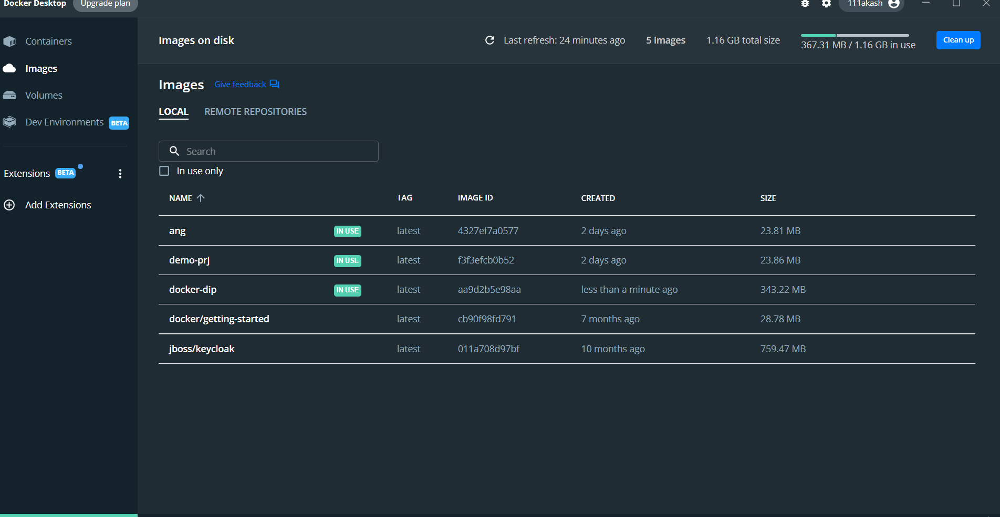 Docker Desktop Upgrade plan 111akash
Containers
Images
Volumes
Dev Environments BETA
Extensions BETA
Add Extensions
Images on disk Last refresh: 24 minutes ago 5 images 1.16 GB total size 367.31 MB / 1.16 GB in use Clean up
Images Give feedback
LOCAL REMOTE REPOSITORIES
Search
In use only
NAME TAG IMAGE ID CREATED SIZE
ang IN USE latest 4327ef7a0577 2 days ago 23.81 MB
demo-prj IN USE latest f3f3efcb0b52 2 days ago 23.86 MB
docker-dip IN USE latest aa9d2b5e98aa less than a minute ago 343.22 MB
docker/getting-started latest cb90f98fd791 7 months ago 28.78 MB
jboss/keycloak latest 011a708d97bf 10 months ago 759.47 MB